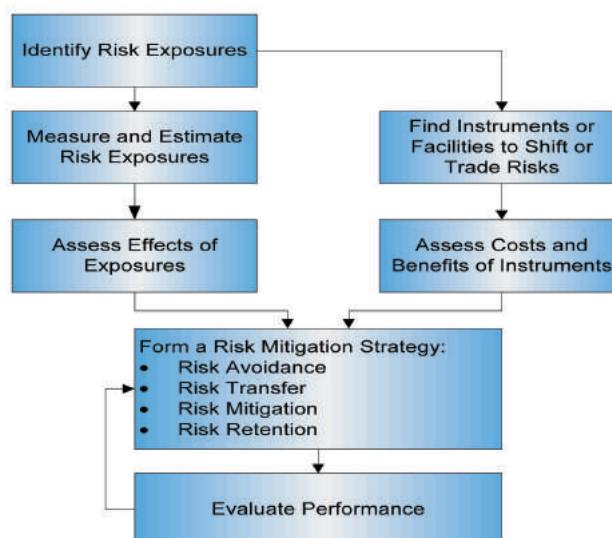 Identify Risk Exposures
Measure and Estimate
Risk Exposures
Find Instruments or
Facilities to Shift or
Trade Risks
Assess Effects of
Exposures
Assess Costs and
Benefits of Instruments
Form a Risk Mitigation Strategy:
• Risk Avoidance
• Risk Transfer
• Risk Mitigation
• Risk Retention
Evaluate Performance